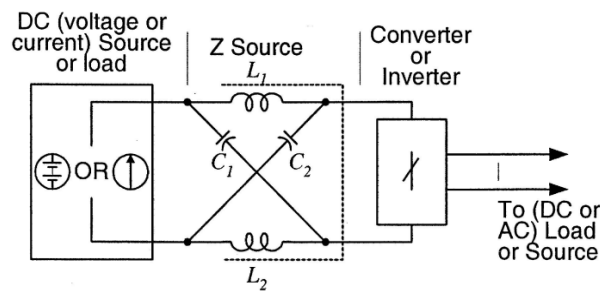 DC (voltage or
current) Source
or load
Z Source
Converter
or
Inverter
L1
C1
C2
OR
L2
To (DC or
AC) Load
or Source